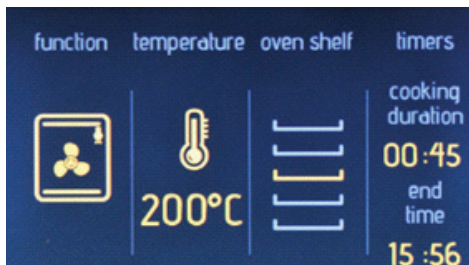 function temperature oven shelf timers
cooking
duration
00:45
200°C
end
time
15:56